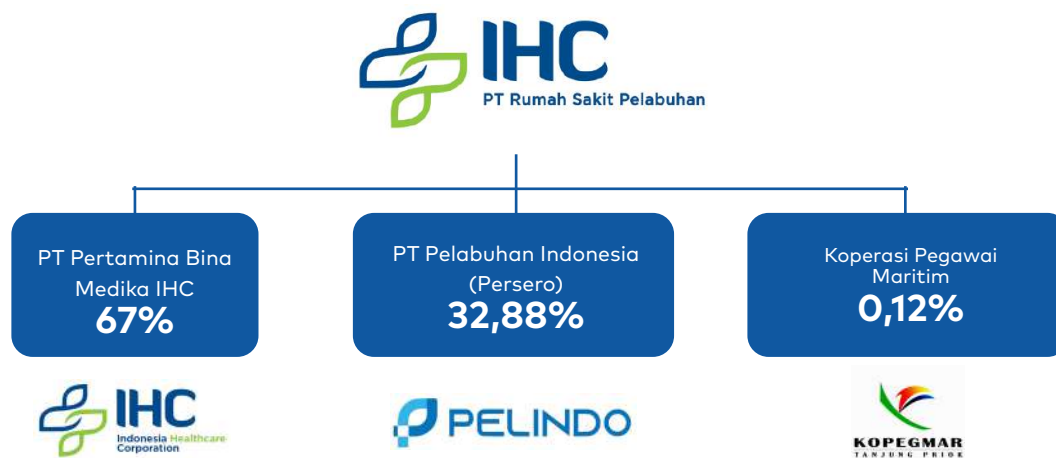 IHC
PT Rumah Sakit Pelabuhan
PT Pertamina Bina
Medika IHC
67%
PT Pelabuhan Indonesia
(Persero)
32,88%
Koperasi Pegawai
Maritim
0,12%
IHC
Indonesia Healthcare
Corporation
PELINDO
KOPEGMAR
TANJUNG PRIOK